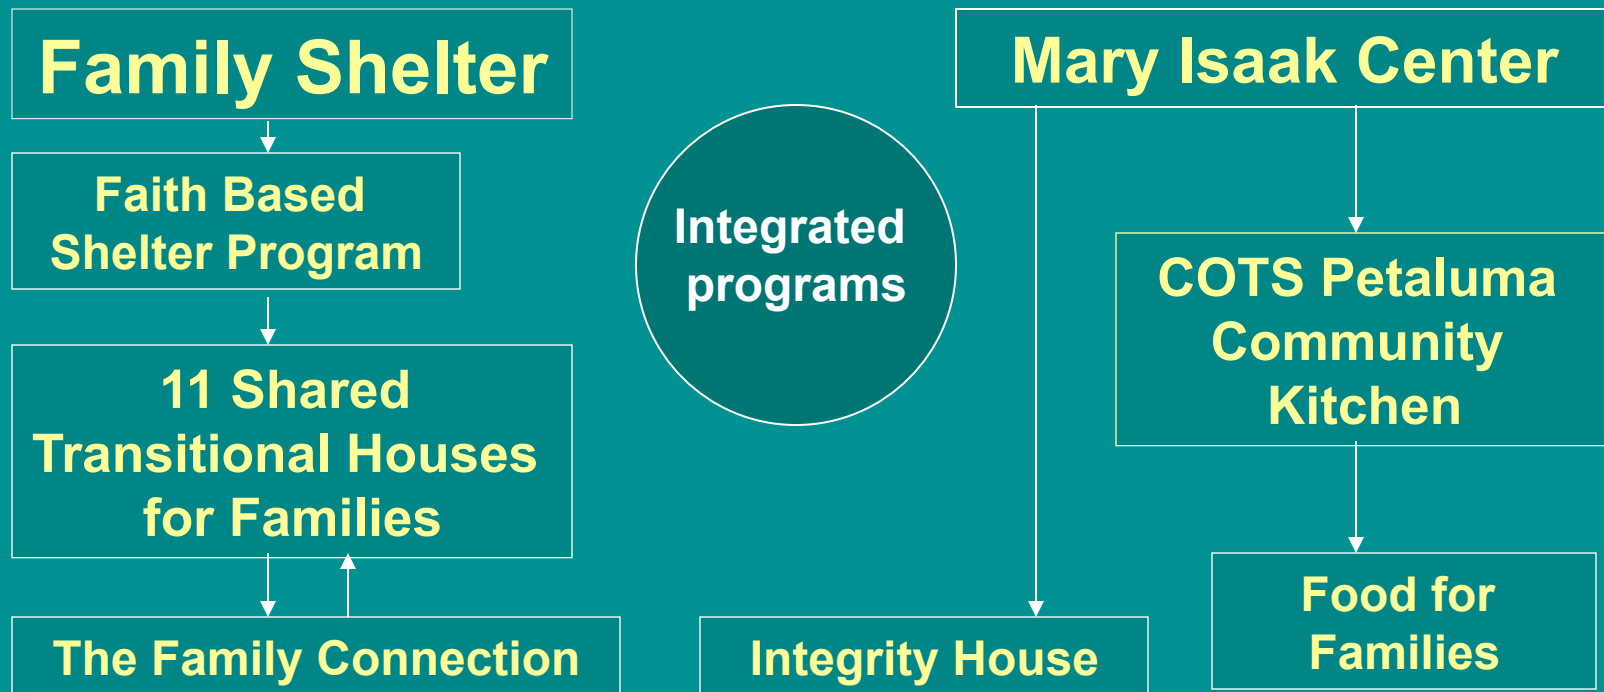 Family Shelter
Faith Based
Shelter Program
11 Shared
Transitional Houses
for Families
The Family Connection
Integrated
programs
Mary Isaak Center
COTS Petaluma
Community
Kitchen
Integrity House
Food for
Families